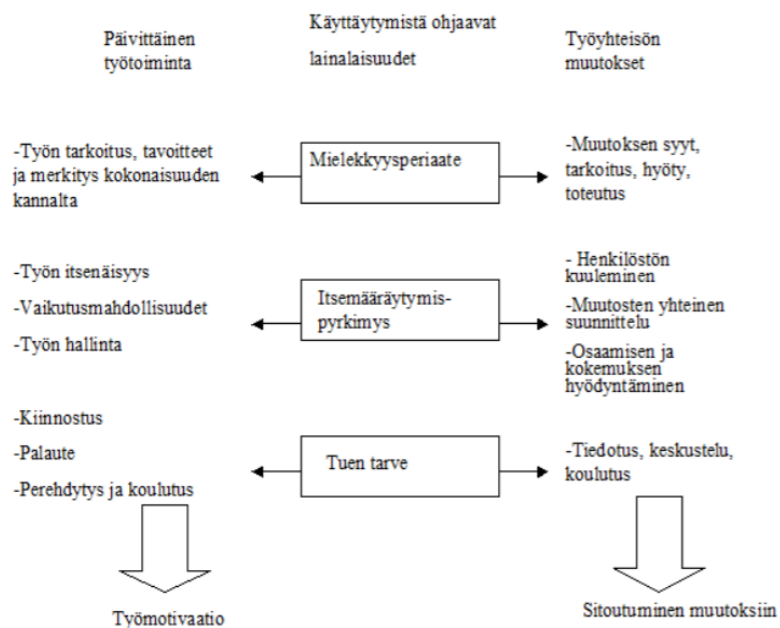 Päivittäinen
työtoiminta
Käyttäytymistä ohjaavat
lainalaisuudet
Työyhteisön
muutokset
-Työn tarkoitus, tavoitteet
ja merkitys kokonaisuuden
kannalta
Mielekkyysperiaate
-Muutoksen syyt,
tarkoitus, hyöty,
toteutus
-Työn itsenäisyys
-Vaikutusmahdollisuudet
-Työn hallinta
Itsemääräytymis-
pyrkimys
- Henkilöstön
kuuleminen
-Muutosten yhteinen
suunnittelu
-Osaamisen ja
kokemuksen
hyödyntäminen
-Kiinnostus
-Palaute
-Perehdytys ja koulutus
Tuen tarve
-Tiedotus, keskustelu,
koulutus
Työmotivaatio
Sitoutuminen muutoksiin